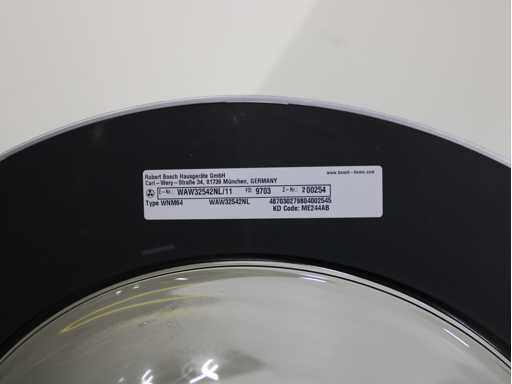 Robert Bosch Hausgeräte GmbH
www.bosch-home.com
Carl-Wery-Straße 34, 81739 München, GERMANY
E-Nr.: WAW32542NL/11 FD 9703 Z-Nr.: 200254
Type WNM64 WAW32542NL 487030279804002545
KD Code: ME244AB